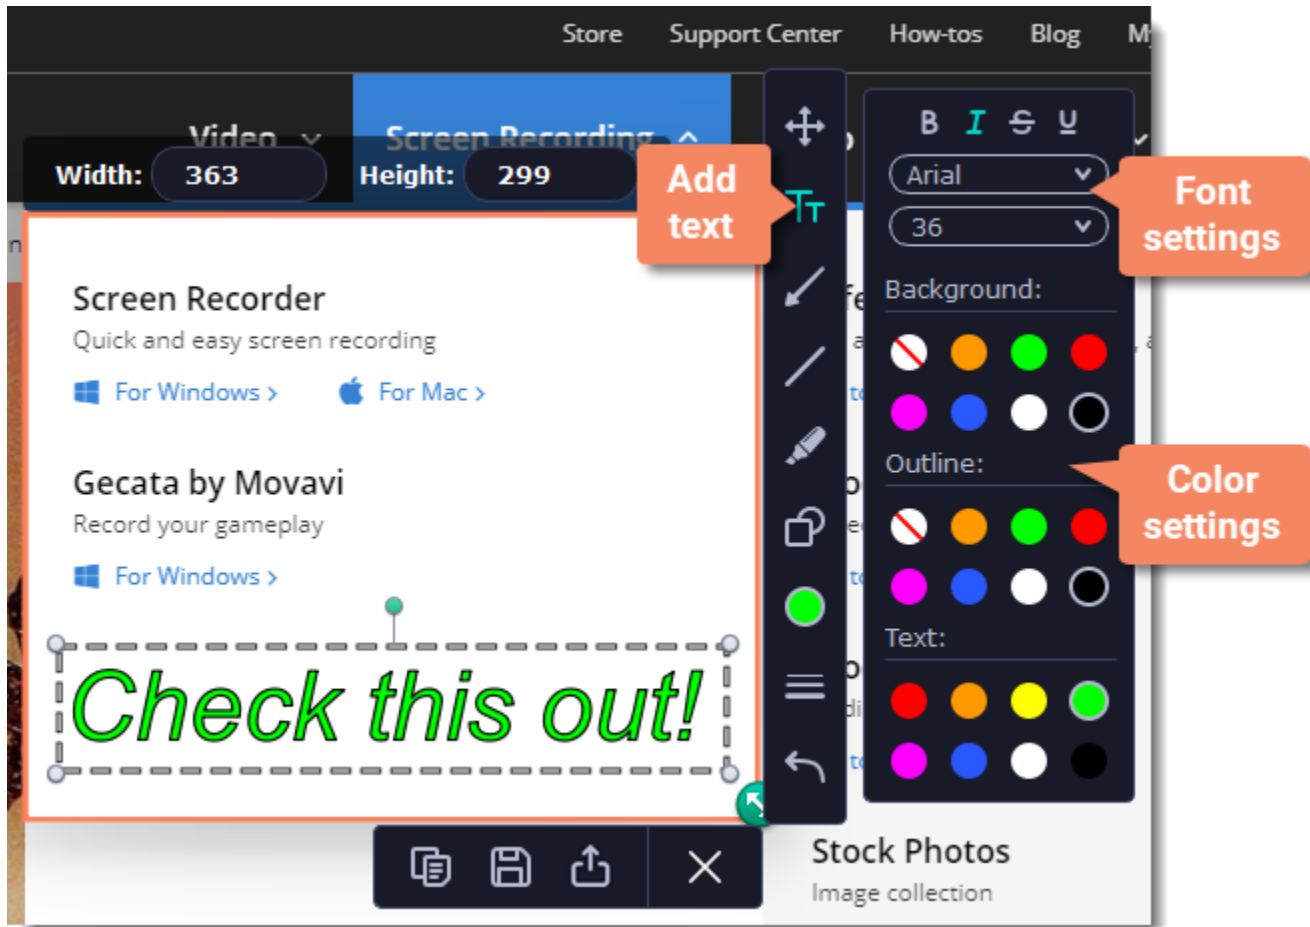 Store Support Center How-tos Blog
Video Screen Recording
Width: 363 Height: 299
Add
text
B I S U
Arial
36
Font
settings
Background:
Screen Recorder
Quick and easy screen recording
For Windows > For Mac >
Outline:
Color
settings
Gecata by Movavi
Record your gameplay
For Windows >
Text:
Check this out!
Stock Photos
Image collection